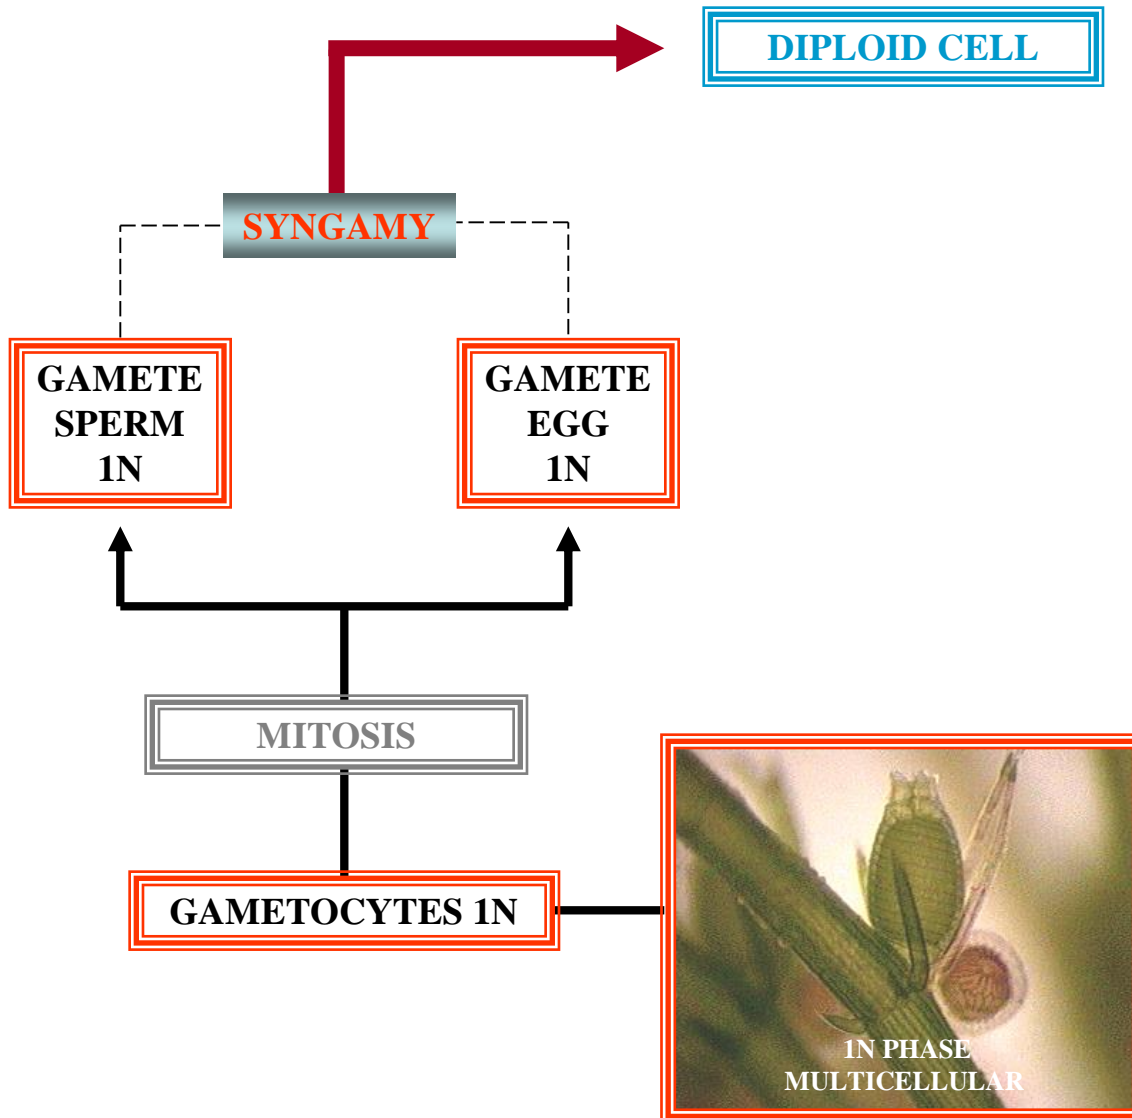 DIPLOID CELL
SYNGAMY
GAMETE
SPERM
1N
GAMETE
EGG
1N
MITOSIS
GAMETOCYTES 1N
1N PHASE
MULTICELLULAR